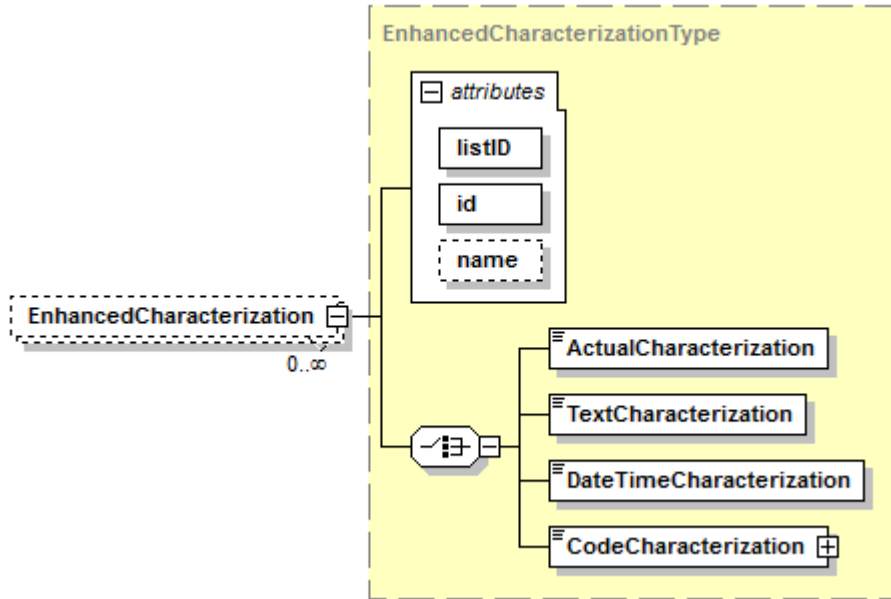 EnhancedCharacterizationType
attributes
listID
id
name
EnhancedCharacterization
0..∞
ActualCharacterization
TextCharacterization
DateTimeCharacterization
CodeCharacterization